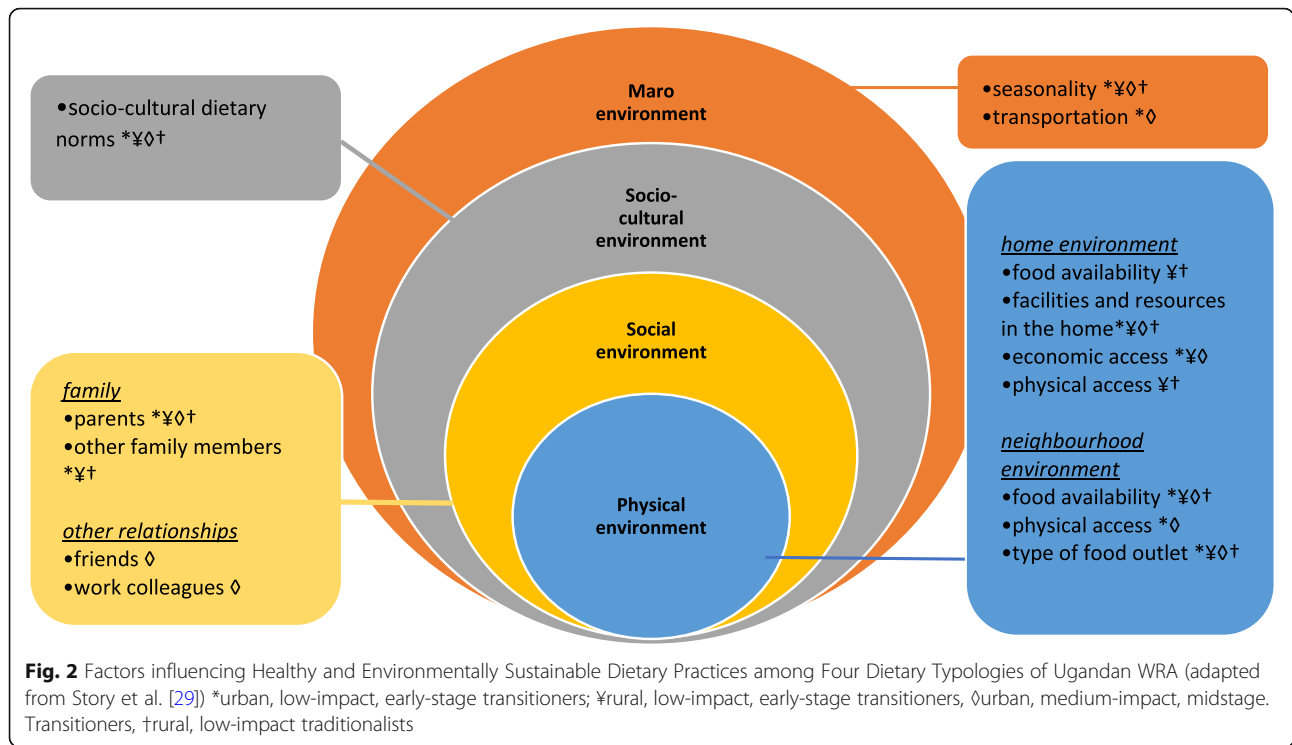 Maro
environment
Socio-
cultural
environment
Social
environment
Physical
environment
•socio-cultural dietary
norms *¥◊†
•seasonality *¥◊†
•transportation *◊
family
•parents *¥◊†
•other family members
*¥†
other relationships
•friends ◊
•work colleagues ◊
home environment
•food availability ¥†
•facilities and resources
in the home*¥◊†
•economic access *¥◊
•physical access ¥†
neighbourhood
environment
•food availability *¥◊†
•physical access *◊
•type of food outlet *¥◊†
Fig. 2 Factors influencing Healthy and Environmentally Sustainable Dietary Practices among Four Dietary Typologies of Ugandan WRA (adapted
from Story et al. [29]) *urban, low-impact, early-stage transitioners; ¥rural, low-impact, early-stage transitioners, ◊urban, medium-impact, midstage.
Transitioners, †rural, low-impact traditionalists